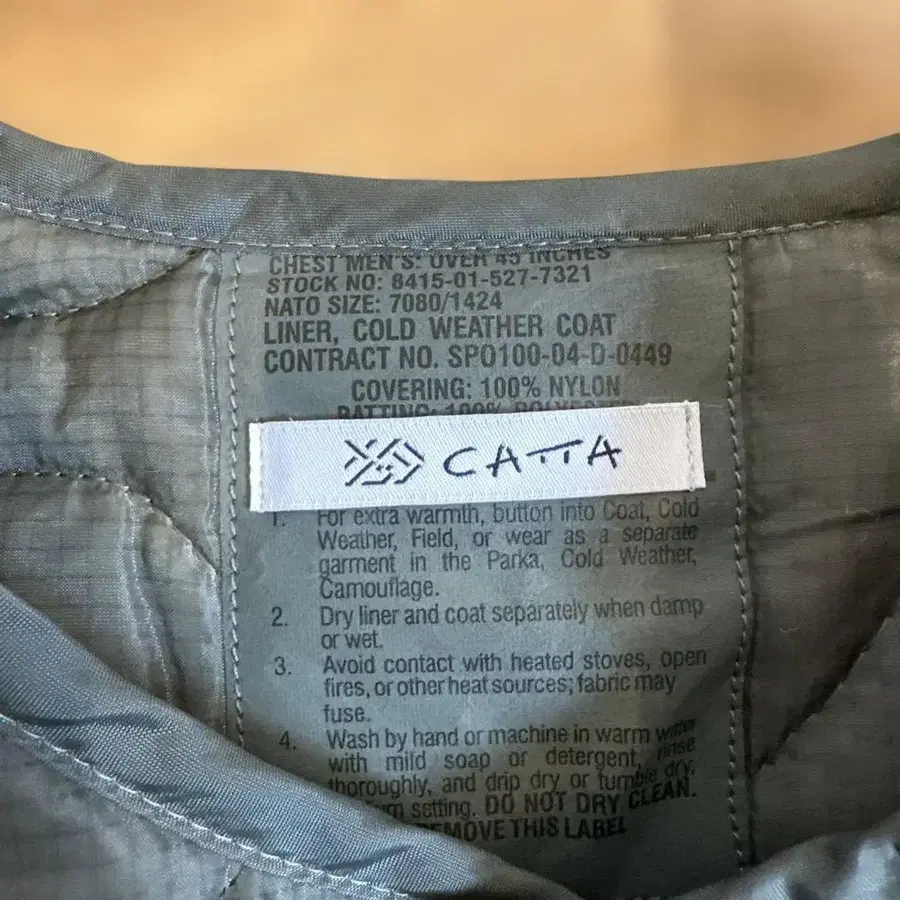 CHEST MEN'S: OVER 45 INCHES
STOCK NO: 8415-01-527-7321
NATO SIZE: 7080/1424
LINER, COLD WEATHER COAT
CONTRACT NO. SPO100-04-D-0449
COVERING: 100% NYLON
BATTING: 100% POLYESTER
CATTA
1. For extra warmth, button into Coat, Cold
Weather, Field, or wear as a separate
garment in the Parka, Cold Weather,
Camouflage.
2. Dry liner and coat separately when damp
or wet.
3. Avoid contact with heated stoves, open
fires, or other heat sources; fabric may
fuse.
4. Wash by hand or machine in warm water
with mild soap or detergent, rinse
thoroughly, and drip dry or tumble dry
setting. DO NOT DRY CLEAN.
REMOVE THIS LABEL